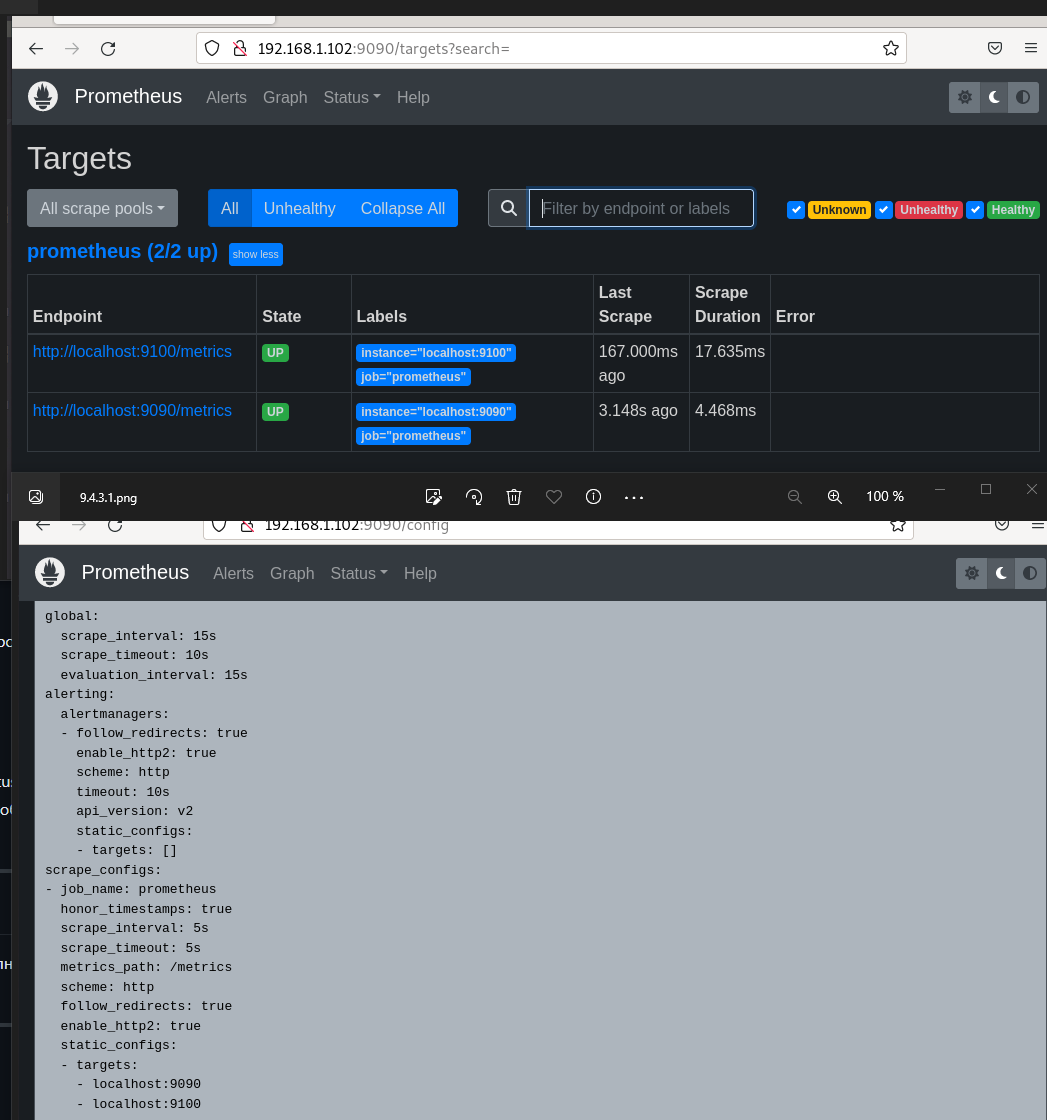 192.168.1.102:9090/targets?search=
Prometheus Alerts Graph Status Help
Targets
All scrape pools All Unhealthy Collapse All Filter by endpoint or labels Unknown Unhealthy Healthy
prometheus (2/2 up) show less
Endpoint State Labels Last Scrape Scrape Duration Error
http://localhost:9100/metrics UP instance="localhost:9100" job="prometheus" 167.000ms ago 17.635ms
http://localhost:9090/metrics UP instance="localhost:9090" job="prometheus" 3.148s ago 4.468ms
9.4.3.1.png 100 %
192.168.1.102:9090/config
Prometheus Alerts Graph Status Help
global:
  scrape_interval: 15s
  scrape_timeout: 10s
  evaluation_interval: 15s
alerting:
  alertmanagers:
  - follow_redirects: true
    enable_http2: true
    scheme: http
    timeout: 10s
    api_version: v2
    static_configs:
    - targets: []
scrape_configs:
- job_name: prometheus
  honor_timestamps: true
  scrape_interval: 5s
  scrape_timeout: 5s
  metrics_path: /metrics
  scheme: http
  follow_redirects: true
  enable_http2: true
  static_configs:
  - targets:
    - localhost:9090
    - localhost:9100